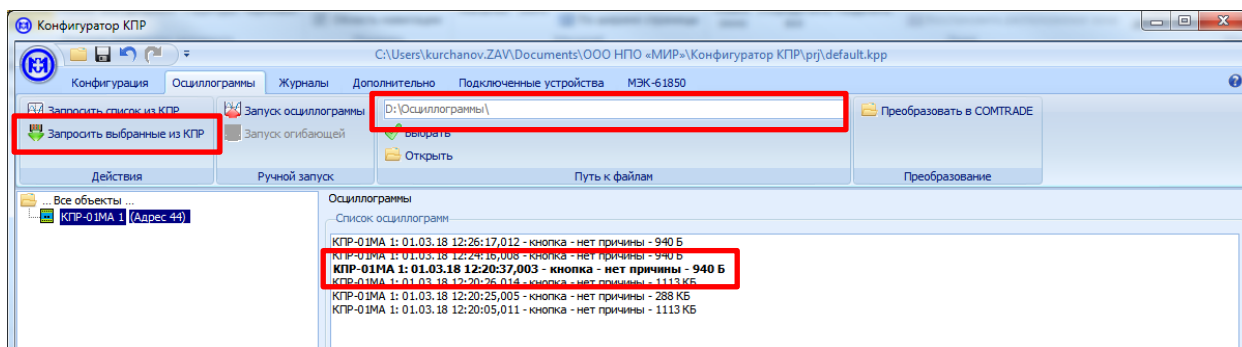 Конфигуратор КПР
C:\Users\kurchanov.ZAV\Documents\ООО НПО «МИР»\Конфигуратор КПР\prj\default.kpp
Конфигурация Осциллограммы Журналы Дополнительно Подключенные устройства МЭК-61850
Запросить список из КПР Запуск осциллограммы D:\Осциллограммы\ Преобразовать в COMTRADE
Запросить выбранные из КПР Запуск огибающей Выбрать
Открыть
Действия Ручной запуск Путь к файлам Преобразование
... Все объекты ...
КПР-01МА 1 (Адрес 44)
Осциллограммы
Список осциллограмм
КПР-01МА 1: 01.03.18 12:26:17,012 - кнопка - нет причины - 940 Б
КПР-01МА 1: 01.03.18 12:24:16,008 - кнопка - нет причины - 940 Б
КПР-01МА 1: 01.03.18 12:20:37,003 - кнопка - нет причины - 940 Б
КПР-01МА 1: 01.03.18 12:20:26,014 - кнопка - нет причины - 1113 КБ
КПР-01МА 1: 01.03.18 12:20:25,005 - кнопка - нет причины - 288 КБ
КПР-01МА 1: 01.03.18 12:20:05,011 - кнопка - нет причины - 1113 КБ